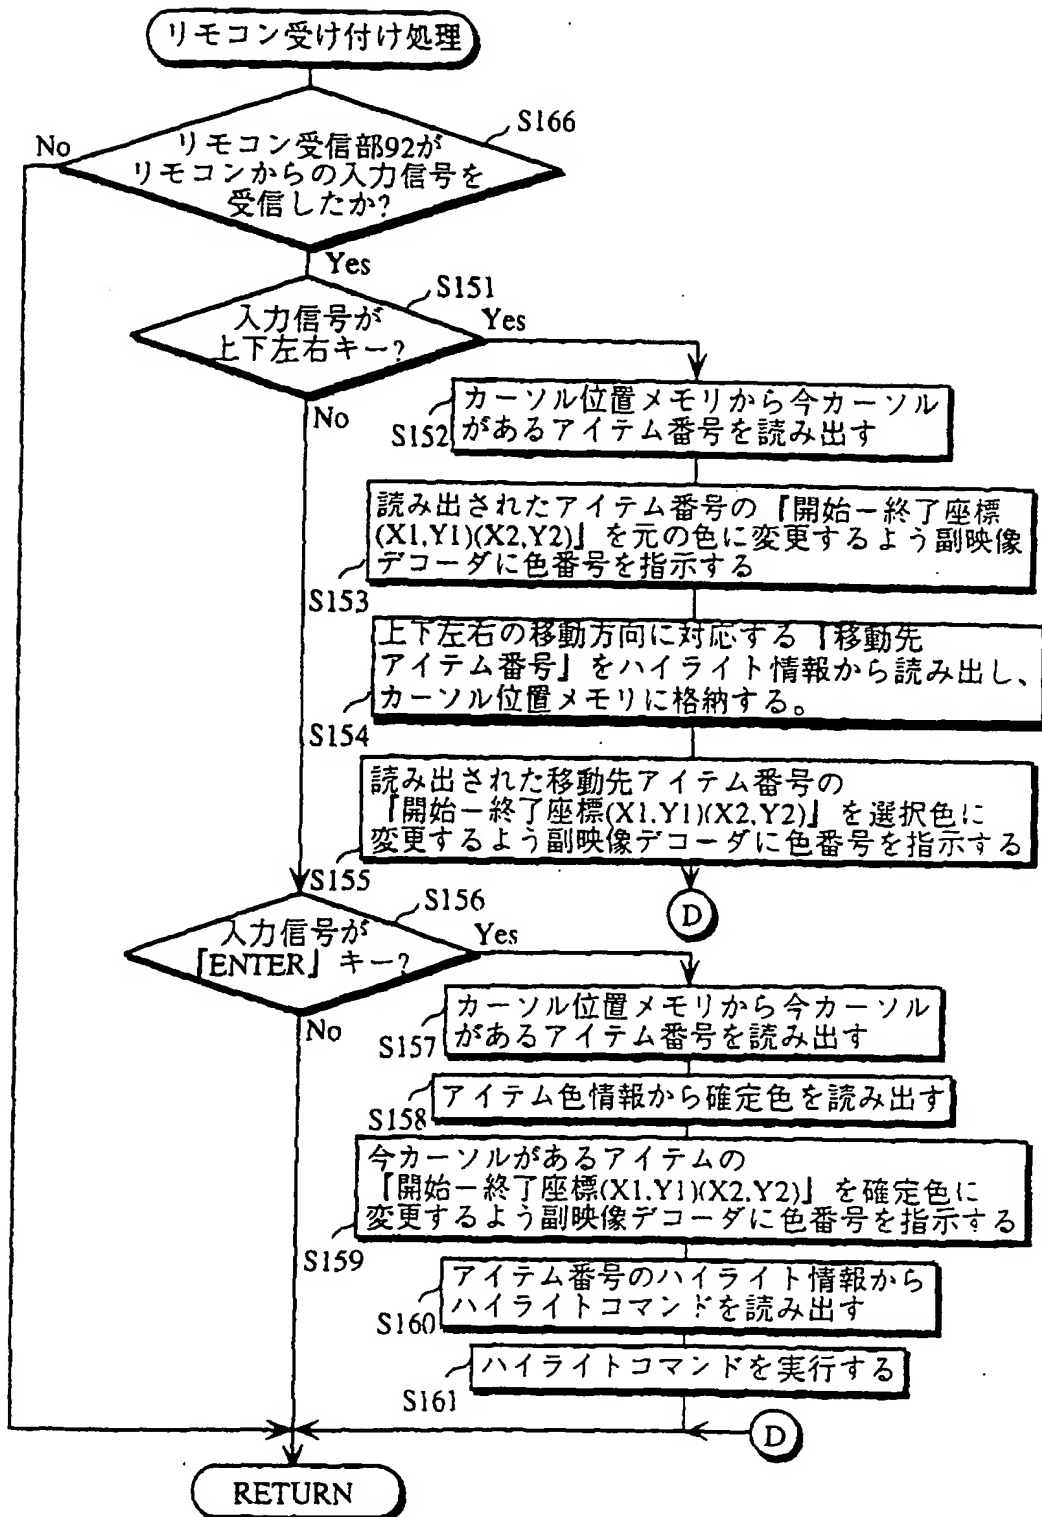 リモコン受け付け処理
S166
No
リモコン受信部92が
リモコンからの入力信号を
受信したか?
Yes
S151
入力信号が
上下左右キー?
Yes
No
カーソル位置メモリから今カーソル
があるアイテム番号を読み出す
S152
読み出されたアイテム番号の『開始ー終了座標
(X1,Y1)(X2,Y2)』を元の色に変更するよう副映像
デコーダに色番号を指示する
S153
上下左右の移動方向に対応する『移動先
アイテム番号』をハイライト情報から読み出し、
カーソル位置メモリに格納する。
S154
読み出された移動先アイテム番号の
『開始ー終了座標(X1,Y1)(X2,Y2)』を選択色に
変更するよう副映像デコーダに色番号を指示する
S155
D
S156
入力信号が
『ENTER』キー?
Yes
No
カーソル位置メモリから今カーソル
があるアイテム番号を読み出す
S157
アイテム色情報から確定色を読み出す
S158
今カーソルがあるアイテムの
『開始ー終了座標(X1,Y1)(X2,Y2)』を確定色に
変更するよう副映像デコーダに色番号を指示する
S159
アイテム番号のハイライト情報から
ハイライトコマンドを読み出す
S160
ハイライトコマンドを実行する
S161
D
RETURN